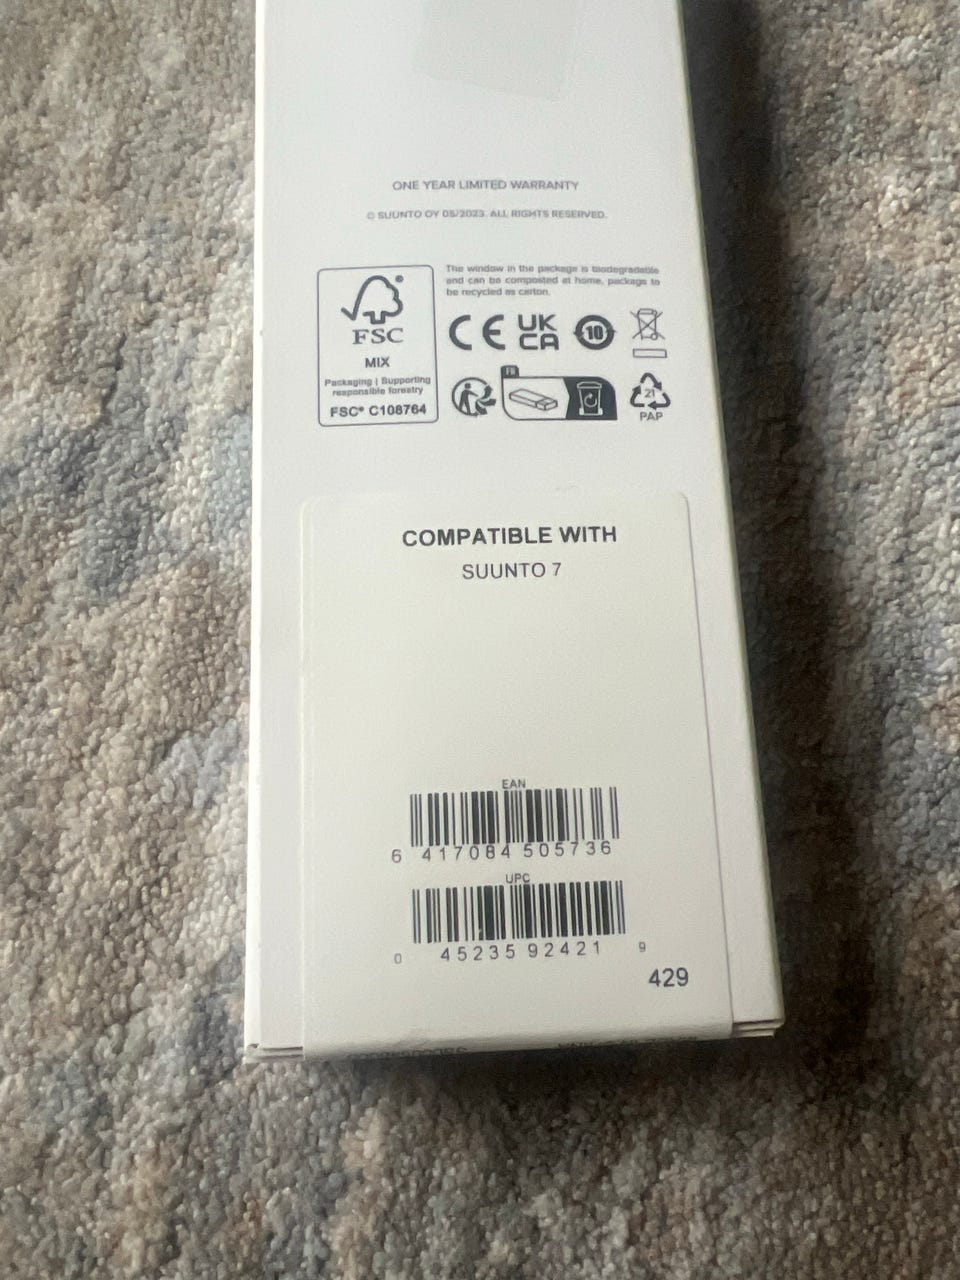 ONE YEAR LIMITED WARRANTY
© SUUNTO OY 05/2023. ALL RIGHTS RESERVED.
The window in the package is biodegradable
and can be composted at home, package to
be recycled as carton.
FSC®
MIX
Packaging | Supporting
responsible forestry
FSC® C108764
CE UK
CA
10
FR
21
PAP
COMPATIBLE WITH
SUUNTO 7
EAN
6 417084 505736
UPC
0 45235 92421 9
429